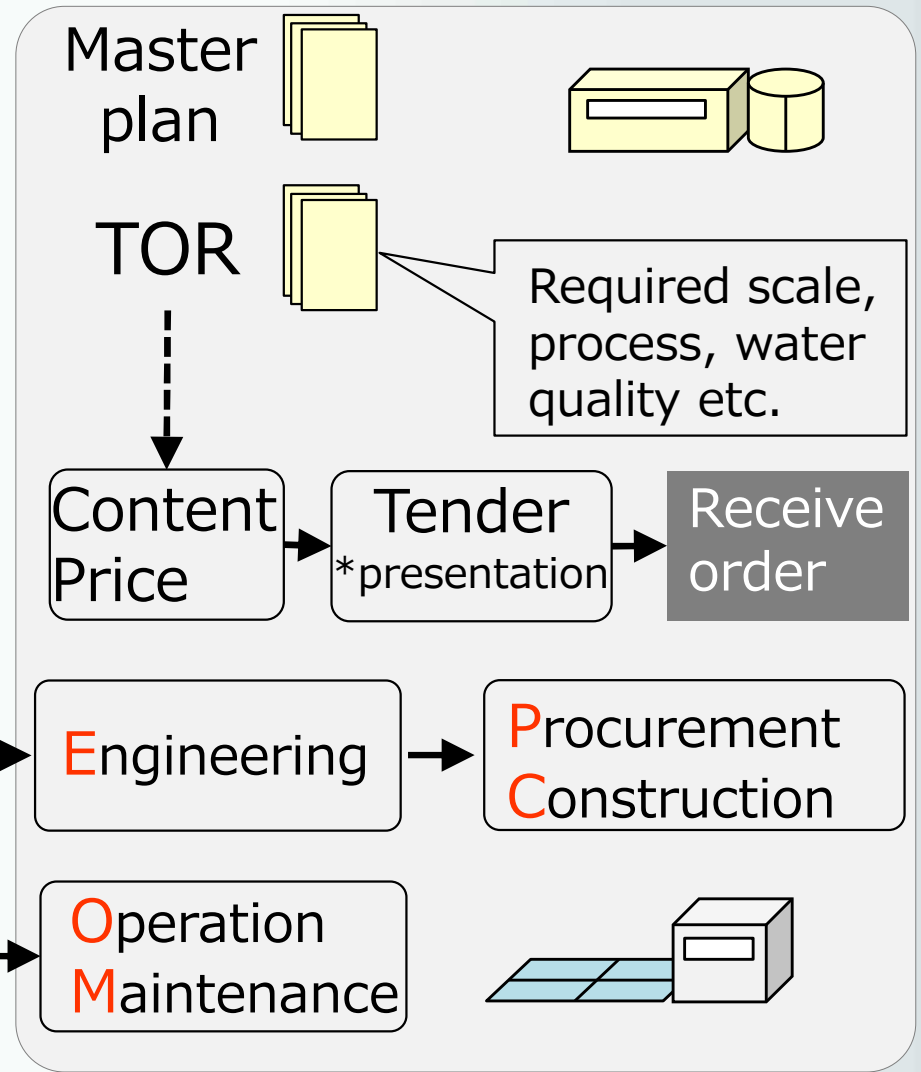 Master
plan
TOR
Required scale,
process, water
quality etc.
Content
Price
Tender
*presentation
Receive
order
Engineering
Procurement
Construction
Operation
Maintenance